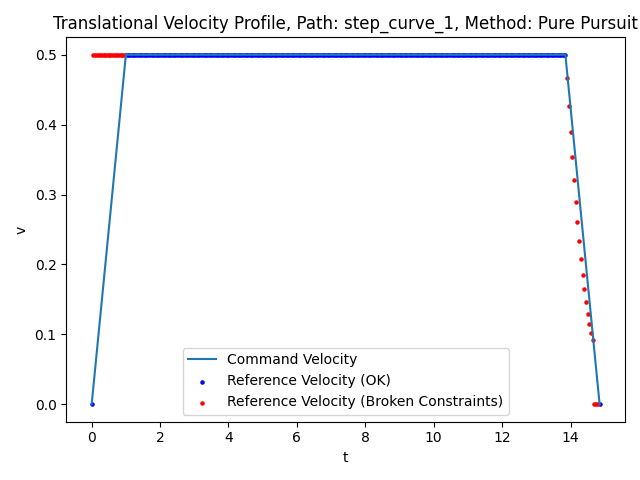 Translational Velocity Profile, Path: step_curve_1, Method: Pure Pursuit
0.5
0.4
0.3
0.2
0.1
0.0
v
Command Velocity
Reference Velocity (OK)
Reference Velocity (Broken Constraints)
0 2 4 6 8 10 12 14
t